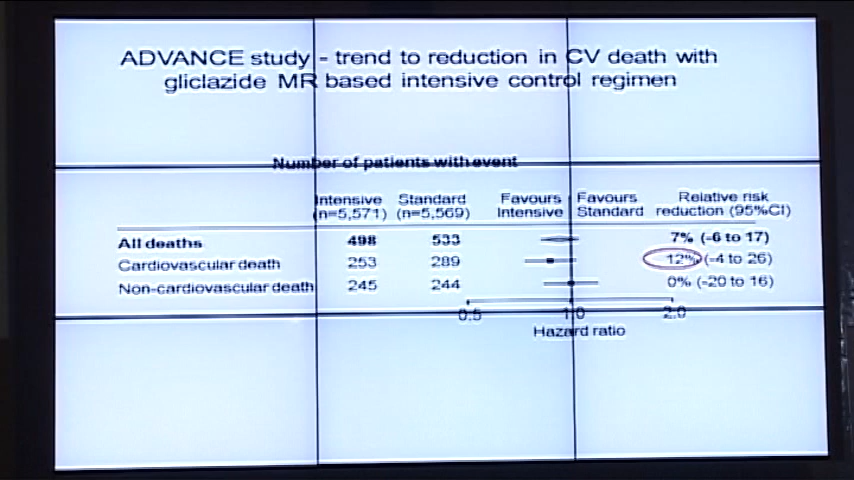 ADVANCE study - trend to reduction in CV death with
gliclazide MR based intensive control regimen
Number of patients with event
Intensive Standard Favours Favours Relative risk
(n=5,571) (n=5,569) Intensive Standard reduction (95%CI)
All deaths 498 533 7% (-6 to 17)
Cardiovascular death 253 289 12% (-4 to 26)
Non-cardiovascular death 245 244 0% (-20 to 16)
0.5 1.0 2.0
Hazard ratio